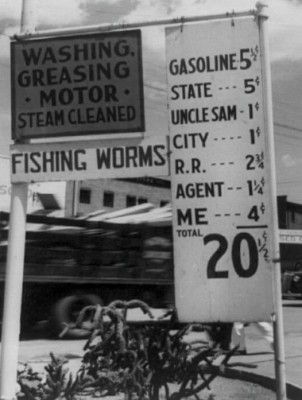 WASHING,
GREASING
· MOTOR ·
STEAM CLEANED
FISHING WORMS
GASOLINE 5½¢
STATE --- 5¢
UNCLE SAM - 1¢
CITY ---- 1¢
R.R. --- 2¾¢
AGENT -- 1¼¢
ME --- 4¢
TOTAL
20½¢